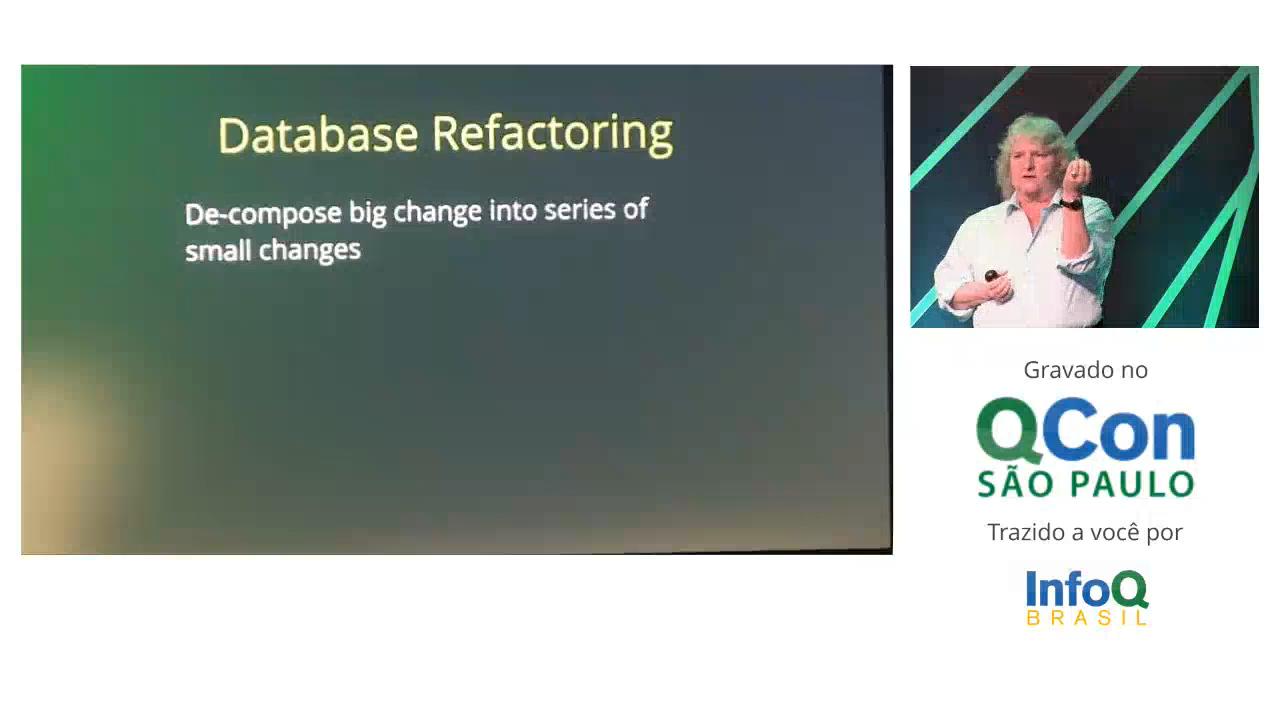 Database Refactoring
De-compose big change into series of
small changes
Gravado no
QCon
SÃO PAULO
Trazido a você por
InfoQ
BRASIL